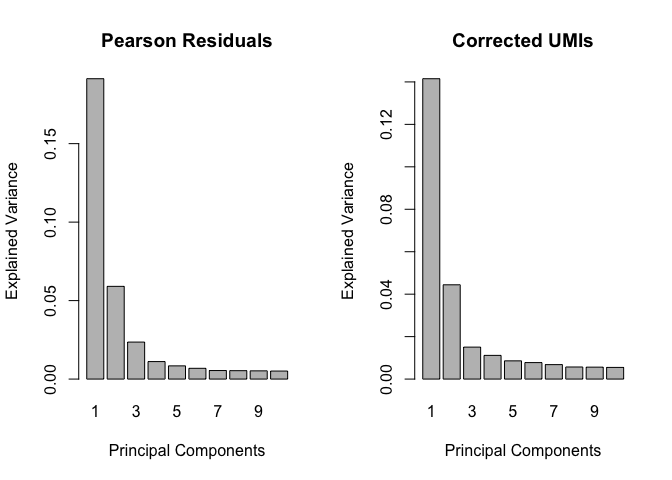 Pearson Residuals
Explained Variance
0.15
0.10
0.05
0.00
1 3 5 7 9
Principal Components
Corrected UMIs
Explained Variance
0.12
0.08
0.04
0.00
1 3 5 7 9
Principal Components